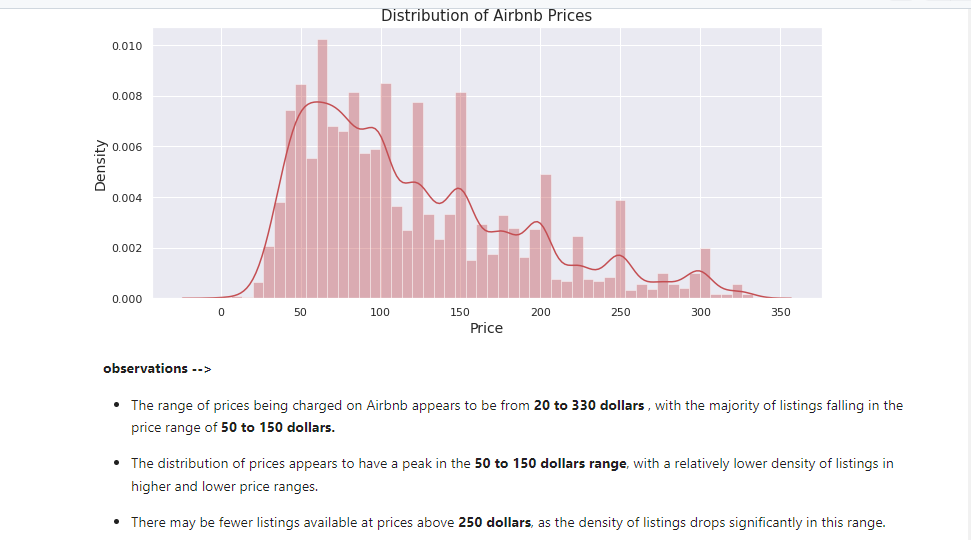 Distribution of Airbnb Prices
0.010
0.008
0.006
0.004
0.002
0.000
Density
0 50 100 150 200 250 300 350
Price
observations -->
• The range of prices being charged on Airbnb appears to be from 20 to 330 dollars , with the majority of listings falling in the
price range of 50 to 150 dollars.
• The distribution of prices appears to have a peak in the 50 to 150 dollars range, with a relatively lower density of listings in
higher and lower price ranges.
• There may be fewer listings available at prices above 250 dollars, as the density of listings drops significantly in this range.